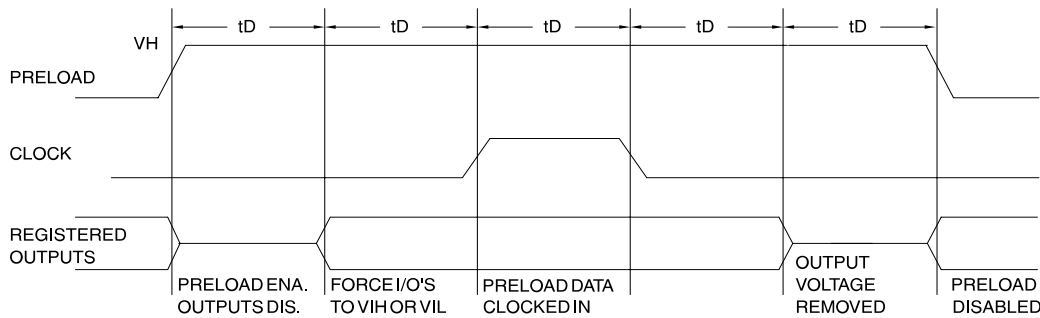 tD tD tD tD tD
VH
PRELOAD
CLOCK
REGISTERED
OUTPUTS
PRELOAD ENA.
OUTPUTS DIS.
FORCE I/O'S
TO VIH OR VIL
PRELOAD DATA
CLOCKED IN
OUTPUT
VOLTAGE
REMOVED
PRELOAD
DISABLED